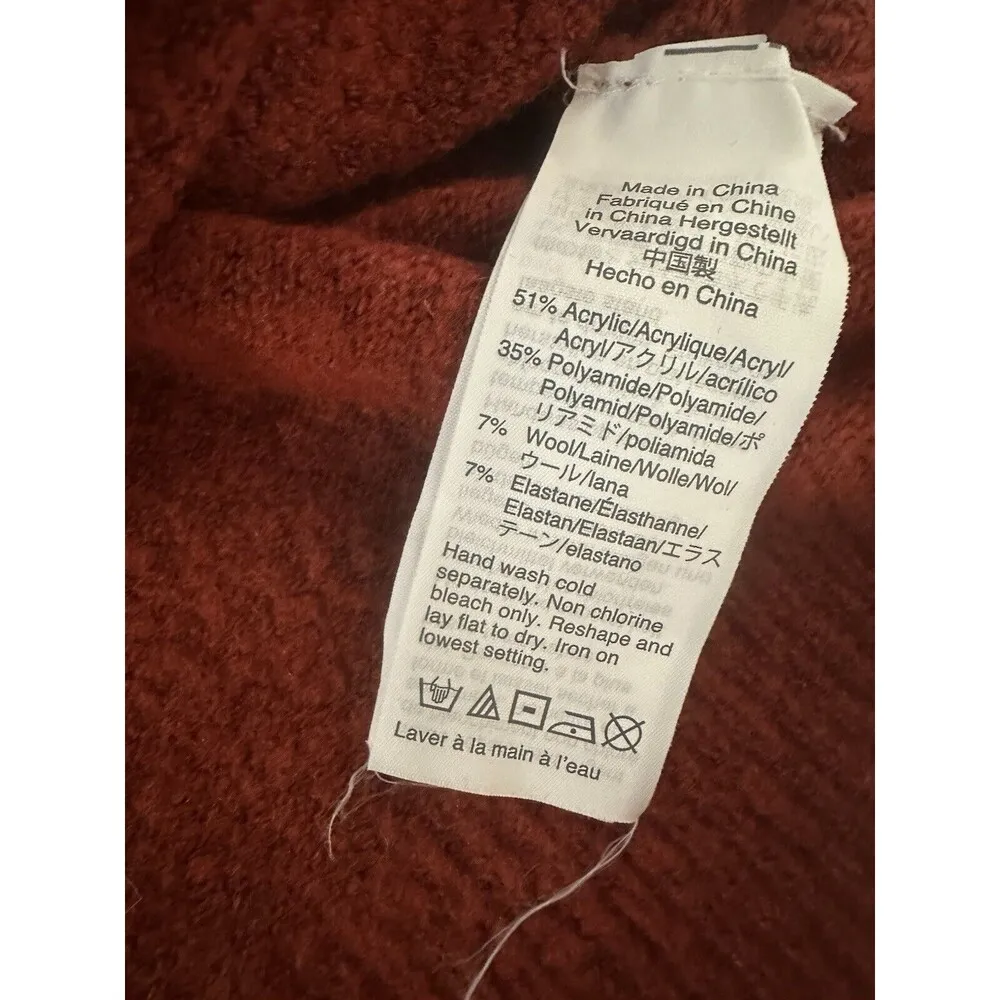 Made in China
Fabriqué en Chine
in China Hergestellt
Vervaardigd in China
中国製
Hecho en China
51% Acrylic/Acrylique/Acryl/
Acryl/アクリル/acrílico
35% Polyamide/Polyamide/
Polyamid/Polyamide/ポ
リアミド/poliamida
7% Wool/Laine/Wolle/Wol/
ウール/lana
7% Elastane/Élasthanne/
Elastan/Elastaan/エラス
テーン/elastano
Hand wash cold
separately. Non chlorine
bleach only. Reshape and
lay flat to dry. Iron on
lowest setting.
Laver à la main à l'eau